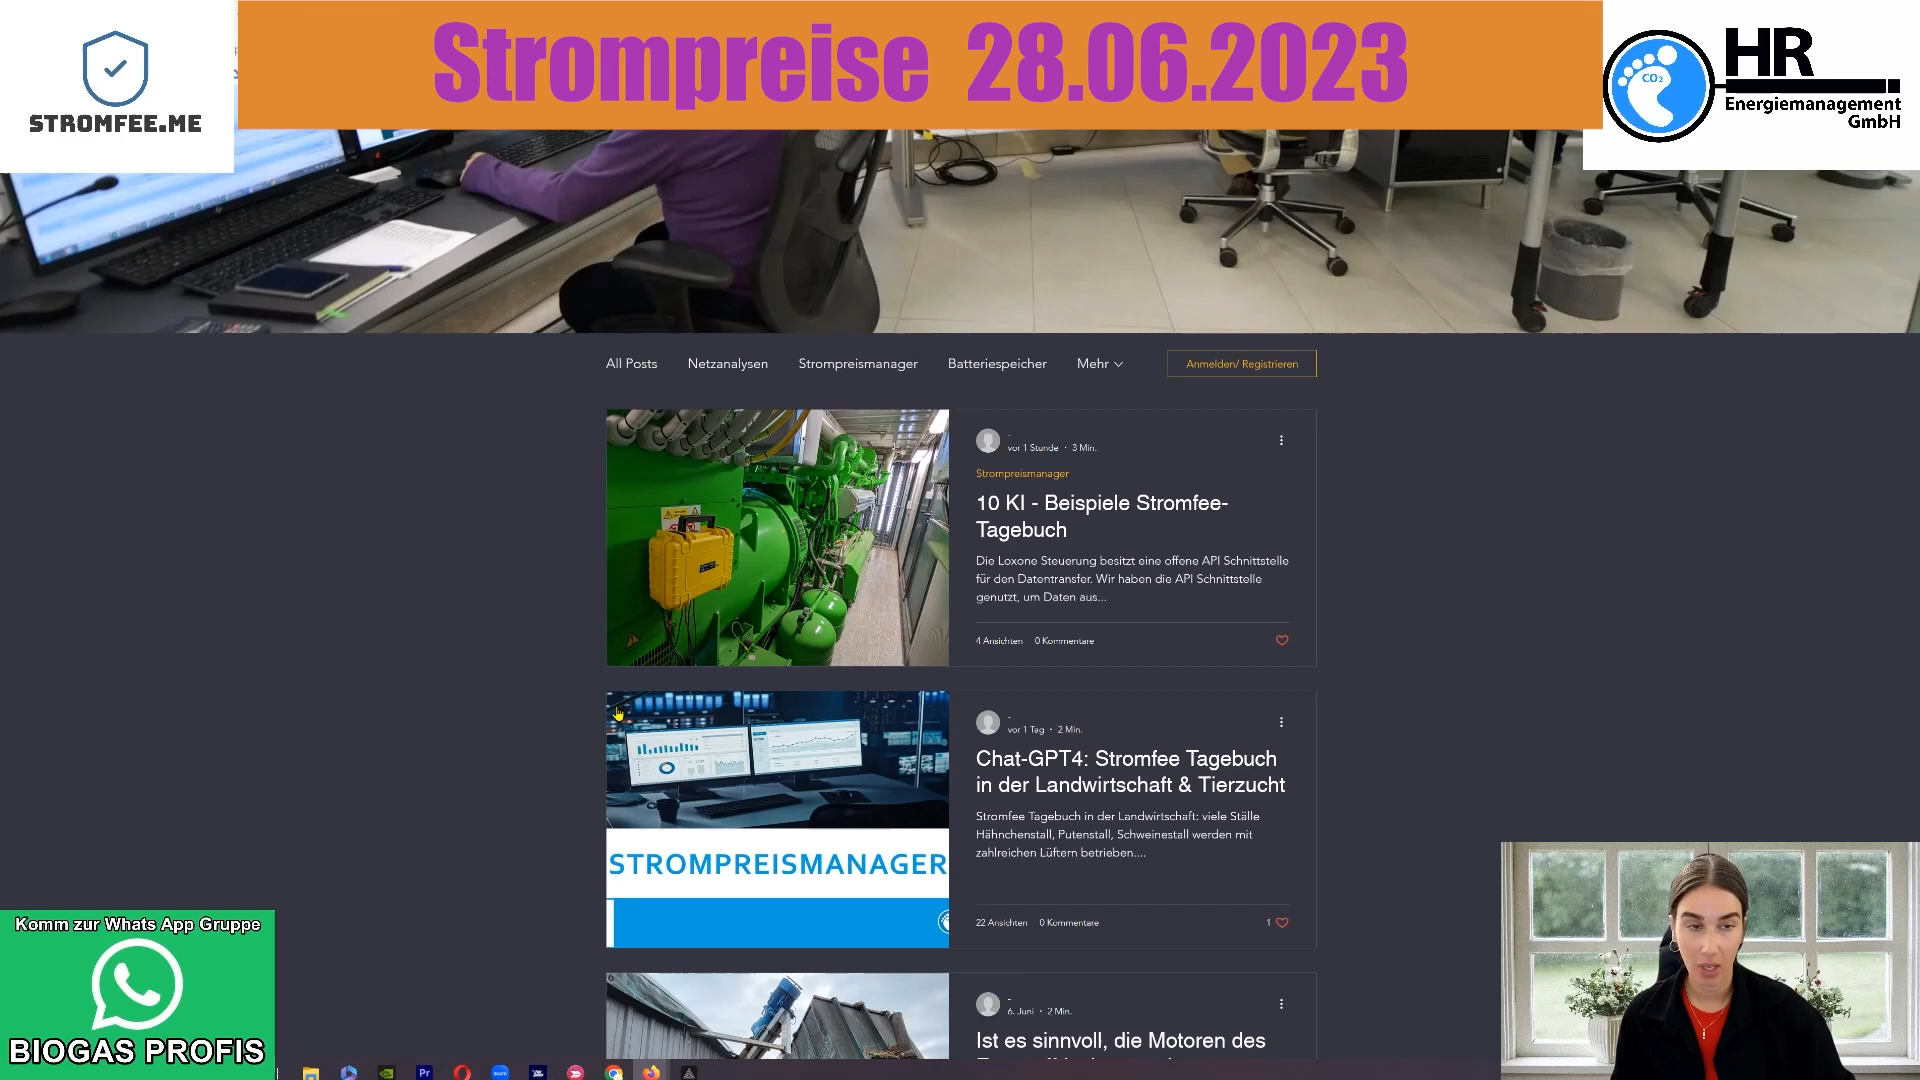 STROMFEE.ME
Strompreise 28.06.2023
CO2
HR
Energiemanagement
GmbH
All Posts
Netzanalysen
Strompreismanager
Batteriespeicher
Mehr
Anmelden/ Registrieren
-
vor 1 Stunde · 3 Min.
Strompreismanager
10 KI - Beispiele Stromfee-
Tagebuch
Die Loxone Steuerung besitzt eine offene API Schnittstelle
für den Datentransfer. Wir haben die API Schnittstelle
genutzt, um Daten aus...
4 Ansichten 0 Kommentare
STROMPREISMANAGER
-
vor 1 Tag · 2 Min.
Chat-GPT4: Stromfee Tagebuch
in der Landwirtschaft & Tierzucht
Stromfee Tagebuch in der Landwirtschaft: viele Ställe
Hähnchenstall, Putenstall, Schweinestall werden mit
zahlreichen Lüftern betrieben....
22 Ansichten 0 Kommentare
1
-
6. Juni · 2 Min.
Ist es sinnvoll, die Motoren des
Komm zur Whats App Gruppe
BIOGAS PROFIS
Pr
zoom